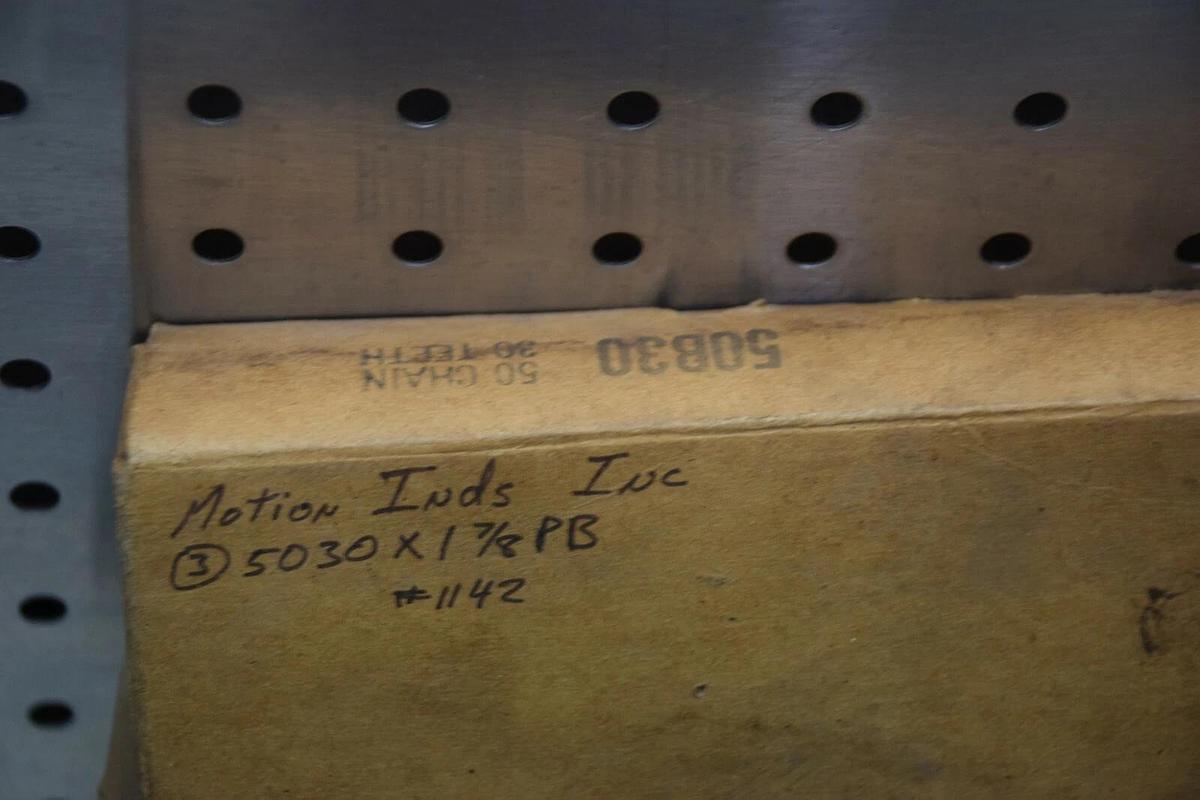 50B30
50 CHAIN
30 TEETH
Motion Inds Inc
③ 5030 X 1 7/8 PB
#1142